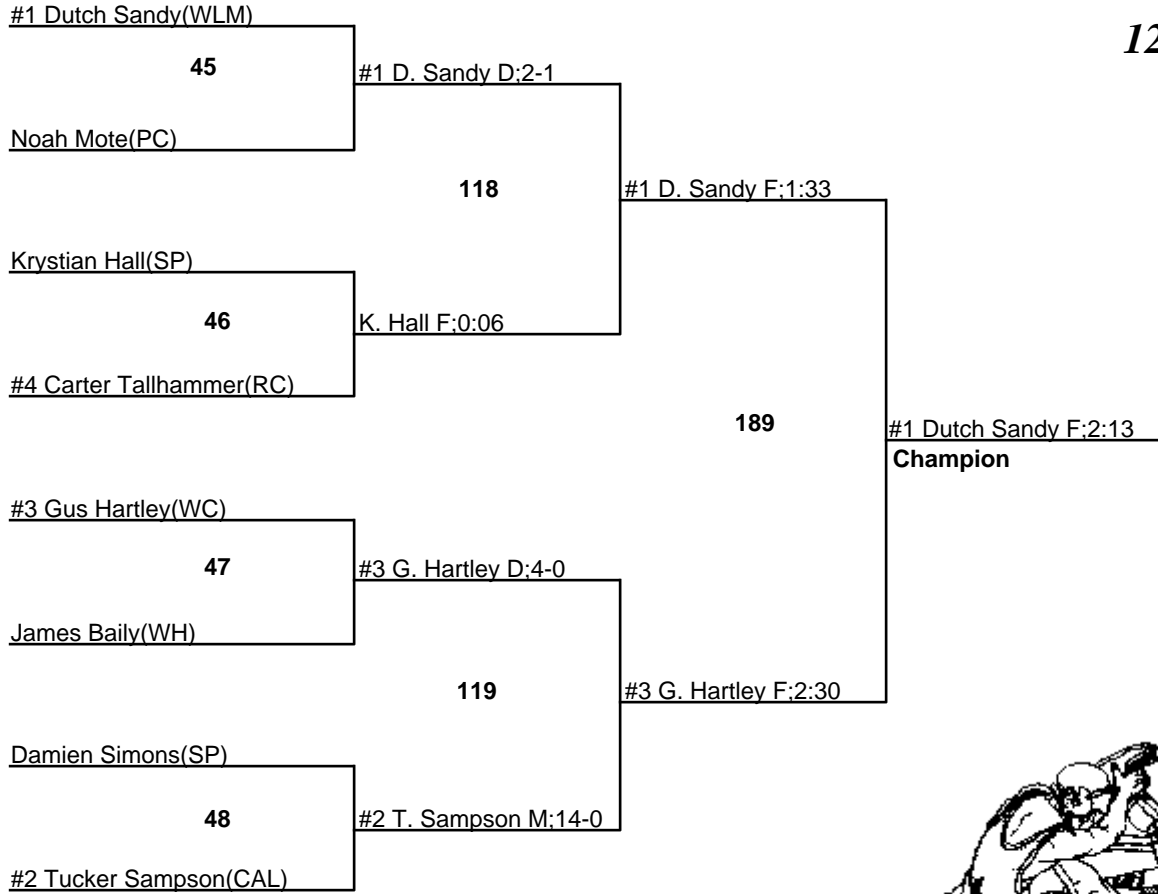 #1 Dutch Sandy(WLM)
12
45
#1 D. Sandy D;2-1
Noah Mote(PC)
118
#1 D. Sandy F;1:33
Krystian Hall(SP)
46
K. Hall F;0:06
#4 Carter Tallhammer(RC)
189
#1 Dutch Sandy F;2:13
Champion
#3 Gus Hartley(WC)
47
#3 G. Hartley D;4-0
James Baily(WH)
119
#3 G. Hartley F;2:30
Damien Simons(SP)
48
#2 T. Sampson M;14-0
#2 Tucker Sampson(CAL)